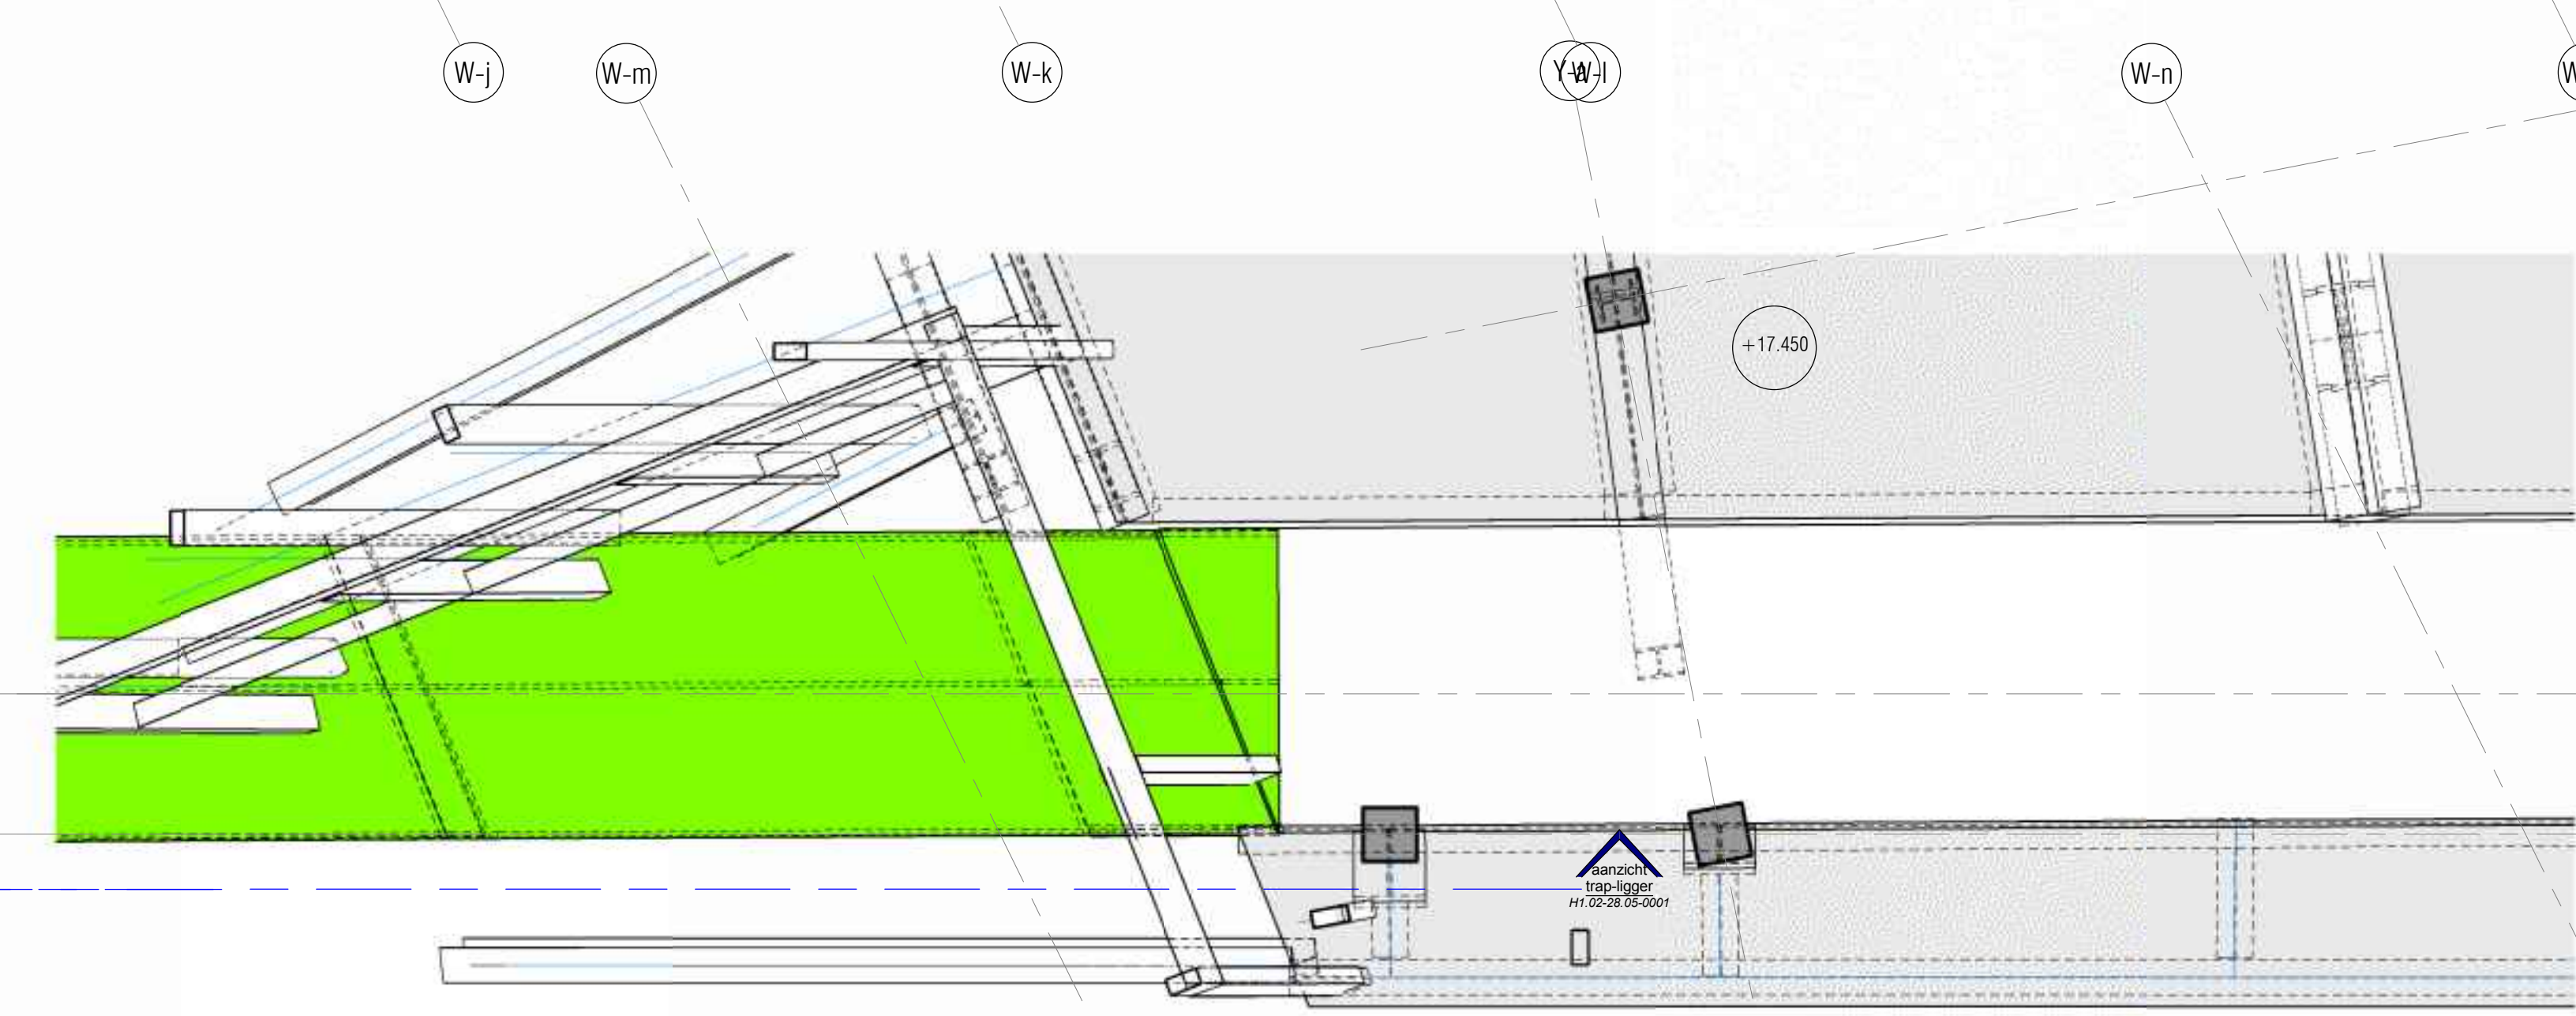 W-j
W-m
W-k
Y-a
W-l
W-n
W
+17.450
aanzicht
trap-ligger
H1.02-28.05-0001